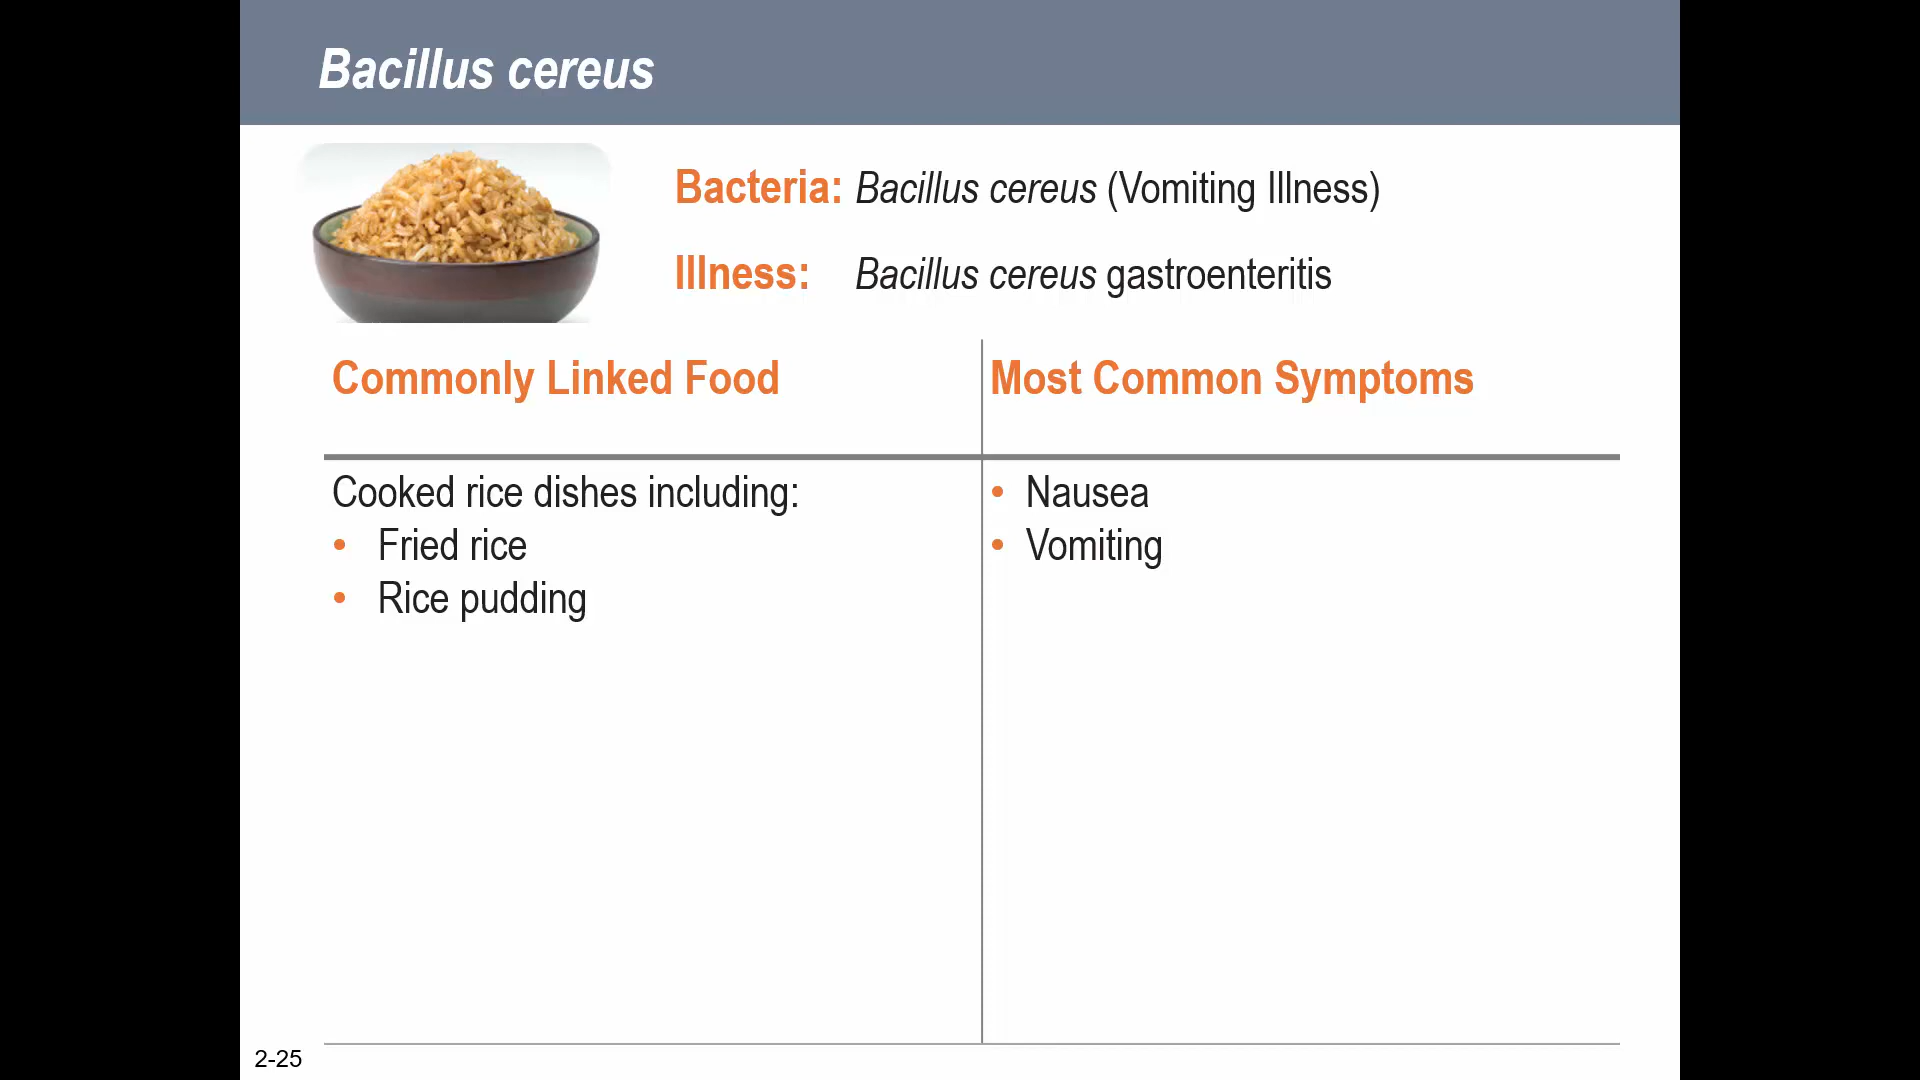 Bacillus cereus
Bacteria: Bacillus cereus (Vomiting Illness)
Illness: Bacillus cereus gastroenteritis
Commonly Linked Food
Most Common Symptoms
Cooked rice dishes including:
• Fried rice
• Rice pudding
• Nausea
• Vomiting
2-25